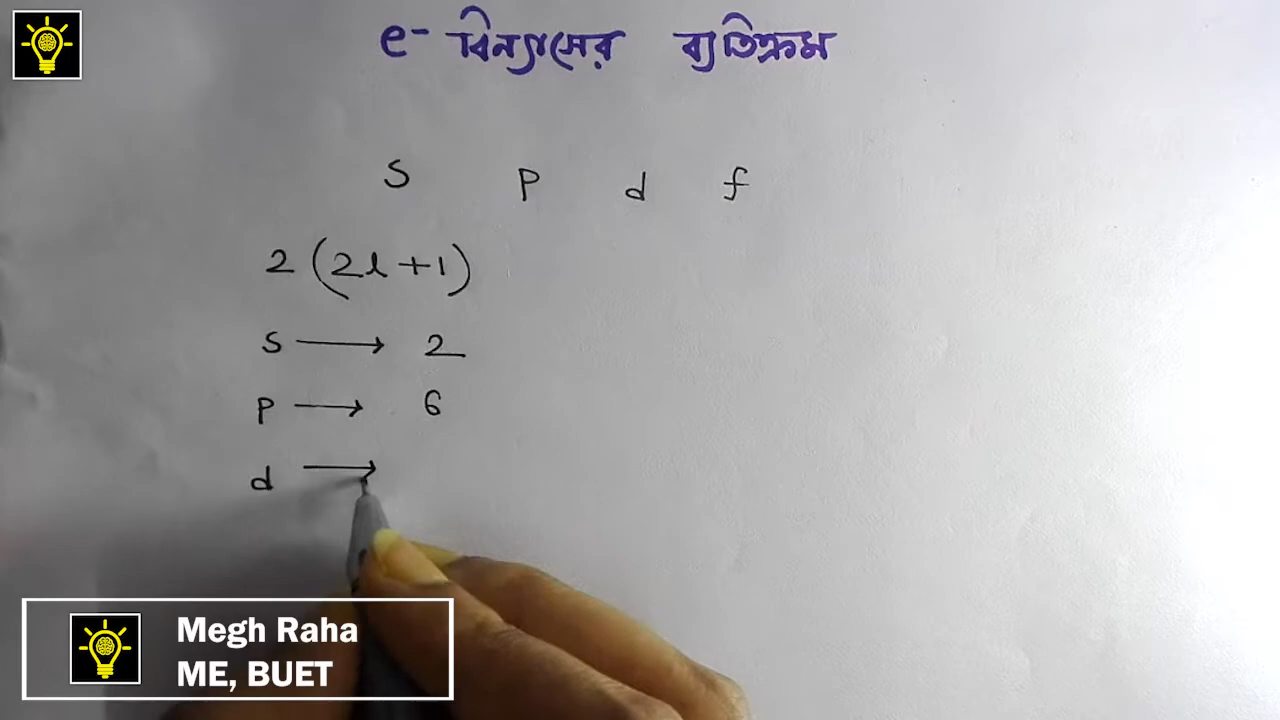 e- বিন্যাসের ব্যতিক্রম
S P d f
2 (2l+1)
S → 2
P → 6
d →
Megh Raha
ME, BUET